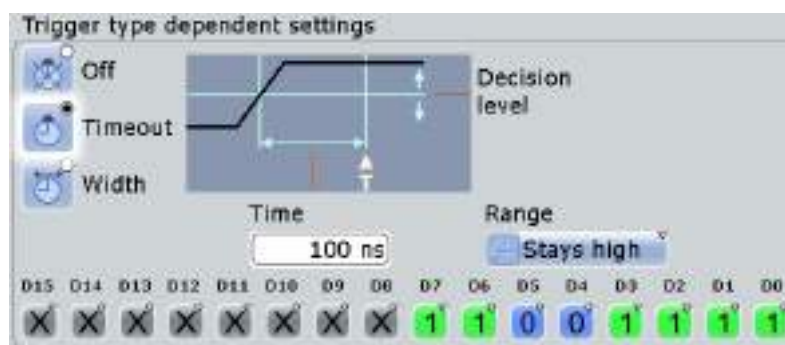 Trigger type dependent settings
Off
Decision level
Timeout
Width
Time
Range
100 ns
Stays high
D15 D14 D13 D12 D11 D10 D9 D8 D7 D6 D5 D4 D3 D2 D1 D0
X X X X X X X X 1 1 0 0 1 1 1 1